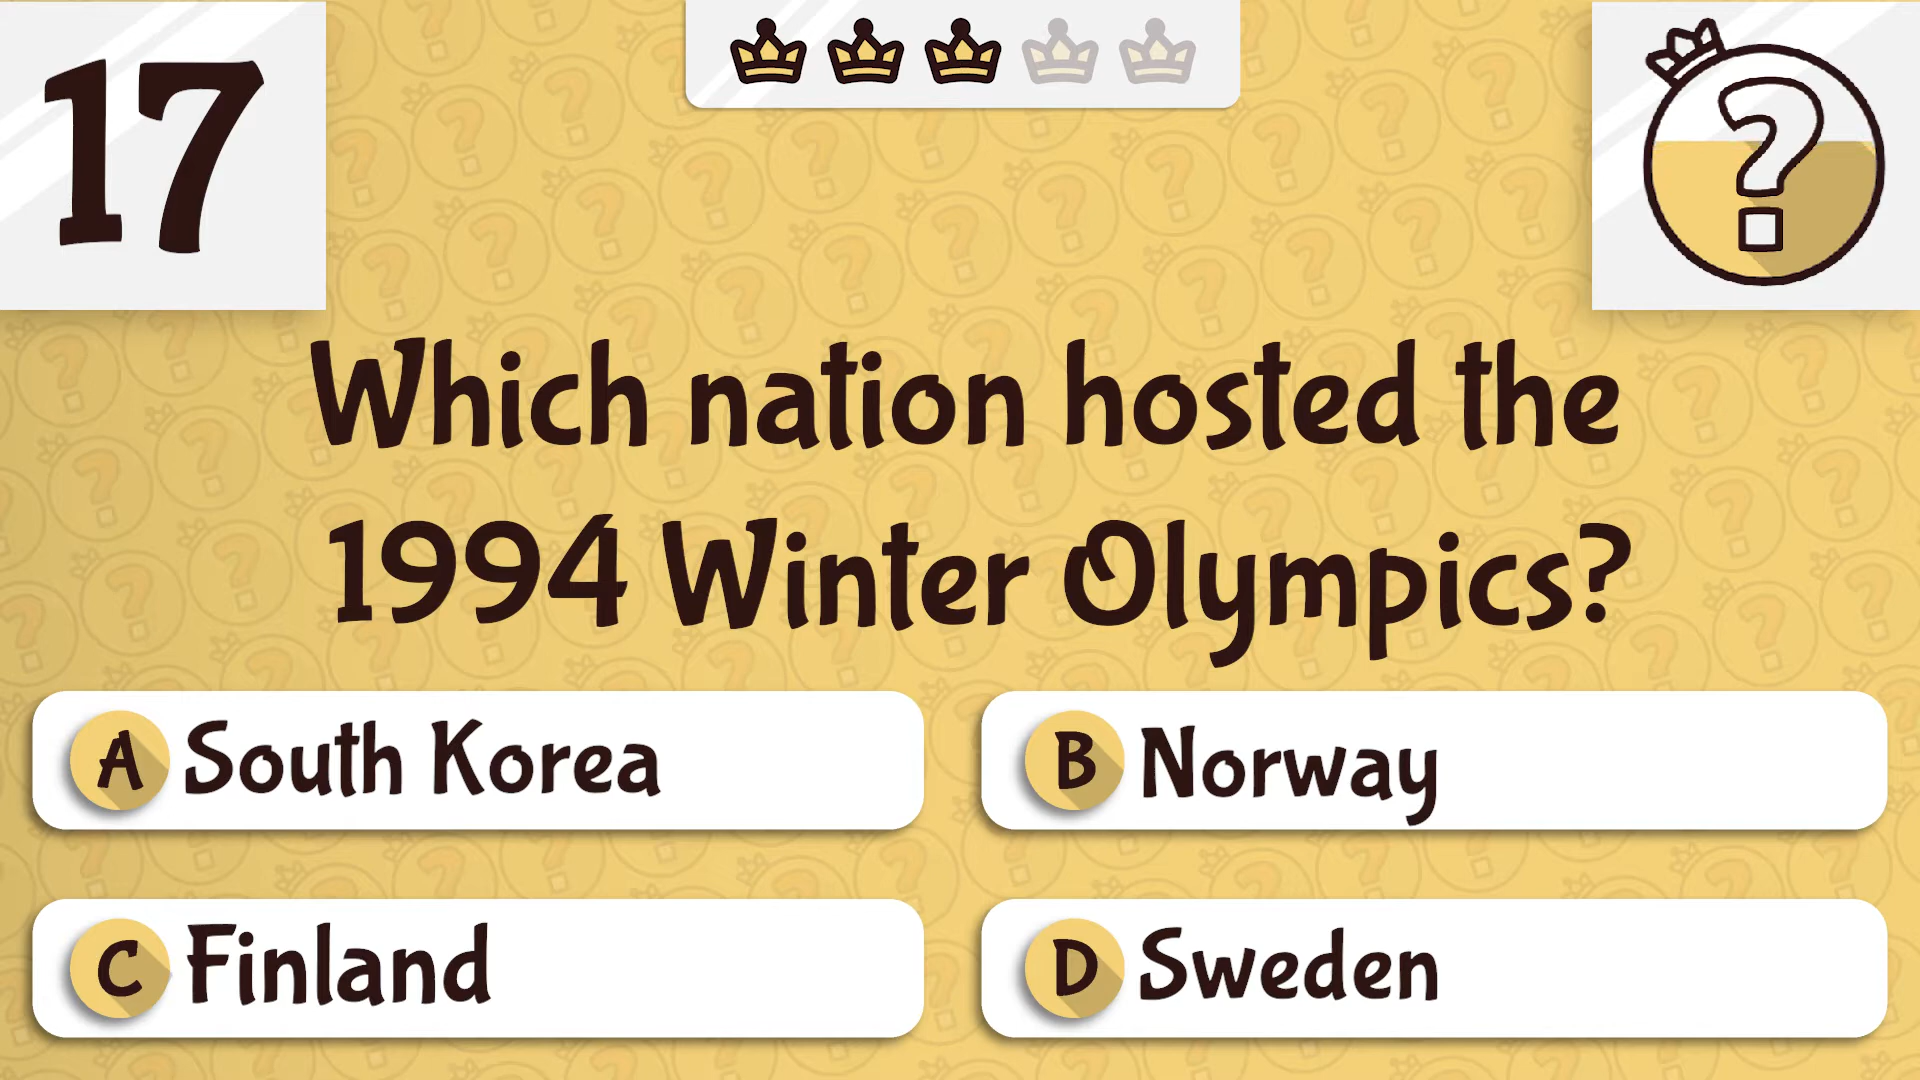 17
?
Which nation hosted the
1994 Winter Olympics?
A South Korea
B Norway
C Finland
D Sweden